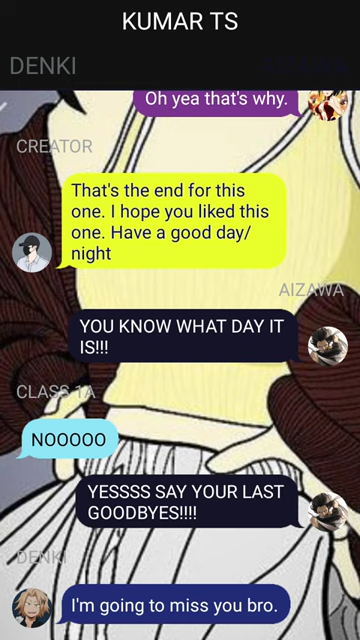 KUMAR TS
DENKI
Oh yea that's why.
CREATOR
That's the end for this
one. I hope you liked this
one. Have a good day/
night
AIZAWA
YOU KNOW WHAT DAY IT
IS!!!
CLASS 1A
NOOOOO
YESSSS SAY YOUR LAST
GOODBYES!!!!
DENKI
I'm going to miss you bro.